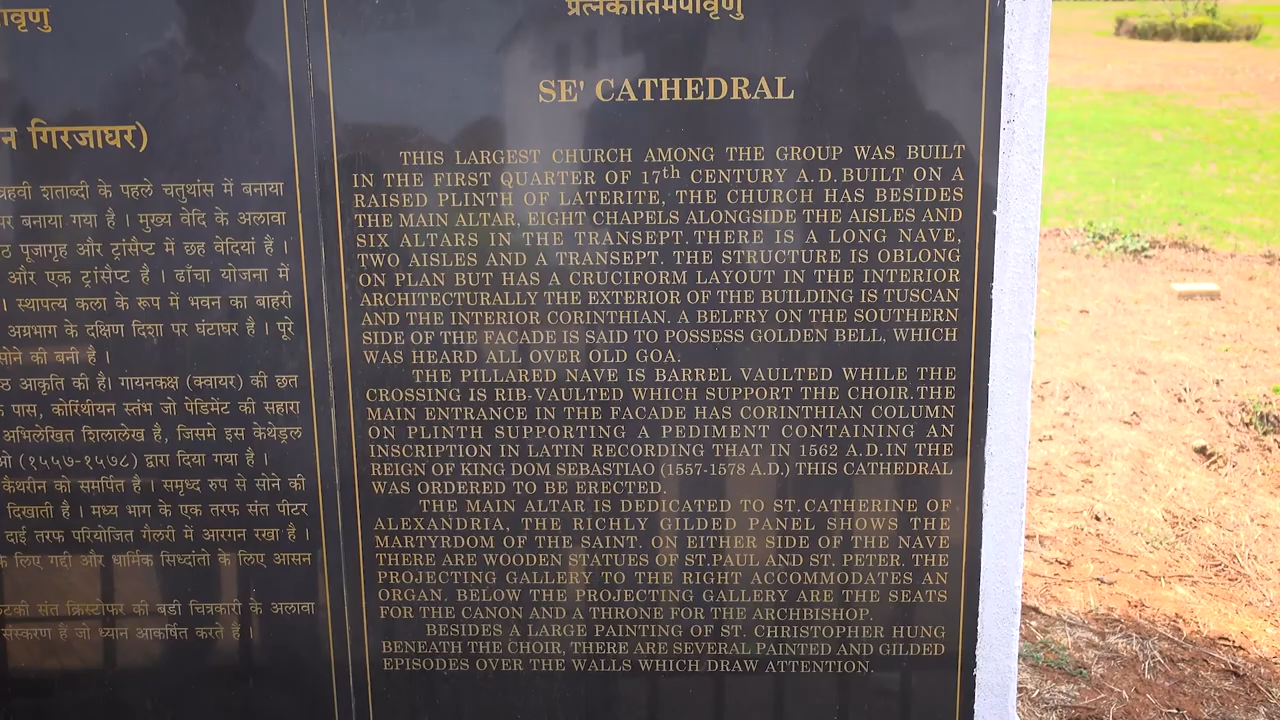 ावृणु
न गिरजाघर)
त्रहवी शताब्दी के पहले चतुर्थांस में बनाया
पर बनाया गया है । मुख्य वेदि के अलावा
ठ पूजागृह और ट्रांसेप्ट में छह वेदियां हैं ।
और एक ट्रांसेप्ट है । ढाँचा योजना में
। स्थापत्य कला के रूप में भवन का बाहरी
अग्रभाग के दक्षिण दिशा पर घंटाघर है । पूरे
सोने की बनी है ।
ष्ठ आकृति की है। गायनकक्ष (क्वायर) की छत
के पास, कोरिंथीयन स्तंभ जो पेडिमेंट की सहारा
अभिलेखित शिलालेख है, जिसमे इस केथेड्रल
ओ (१५५७-१५७८) द्वारा दिया गया है ।
कैथरीन को समर्पित है । समृध्द रुप से सोने की
दिखाती है । मध्य भाग के एक तरफ संत पीटर
दाई तरफ परियोजित गैलरी में आरगन रखा है
के लिए गद्दी और धार्मिक सिध्दांतो के लिए आसन
टकी संत क्रिस्टोफर की बडी चित्रकारी के अलावा
संस्करण हैं जो ध्यान आकर्षित करते हैं ।
प्रत्नकीर्तिमपावृणु
SE' CATHEDRAL
THIS LARGEST CHURCH AMONG THE GROUP WAS BUILT
IN THE FIRST QUARTER OF 17th CENTURY A.D. BUILT ON A
RAISED PLINTH OF LATERITE, THE CHURCH HAS BESIDES
THE MAIN ALTAR, EIGHT CHAPELS ALONGSIDE THE AISLES AND
SIX ALTARS IN THE TRANSEPT. THERE IS A LONG NAVE,
TWO AISLES AND A TRANSEPT. THE STRUCTURE IS OBLONG
ON PLAN BUT HAS A CRUCIFORM LAYOUT IN THE INTERIOR
ARCHITECTURALLY THE EXTERIOR OF THE BUILDING IS TUSCAN
AND THE INTERIOR CORINTHIAN. A BELFRY ON THE SOUTHERN
SIDE OF THE FACADE IS SAID TO POSSESS GOLDEN BELL, WHICH
WAS HEARD ALL OVER OLD GOA.
THE PILLARED NAVE IS BARREL VAULTED WHILE THE
CROSSING IS RIB-VAULTED WHICH SUPPORT THE CHOIR. THE
MAIN ENTRANCE IN THE FACADE HAS CORINTHIAN COLUMN
ON PLINTH SUPPORTING A PEDIMENT CONTAINING AN
INSCRIPTION IN LATIN RECORDING THAT IN 1562 A.D. IN THE
REIGN OF KING DOM SEBASTIAO (1557-1578 A.D.) THIS CATHEDRAL
WAS ORDERED TO BE ERECTED.
THE MAIN ALTAR IS DEDICATED TO ST. CATHERINE OF
ALEXANDRIA, THE RICHLY GILDED PANEL SHOWS THE
MARTYRDOM OF THE SAINT. ON EITHER SIDE OF THE NAVE
THERE ARE WOODEN STATUES OF ST.PAUL AND ST. PETER. THE
PROJECTING GALLERY TO THE RIGHT ACCOMMODATES AN
ORGAN. BELOW THE PROJECTING GALLERY ARE THE SEATS
FOR THE CANON AND A THRONE FOR THE ARCHBISHOP.
BESIDES A LARGE PAINTING OF ST. CHRISTOPHER HUNG
BENEATH THE CHOIR THERE ARE SEVERAL PAINTED AND GILDED
EPISODES OVER THE WALLS WHICH DRAW ATTENTION.